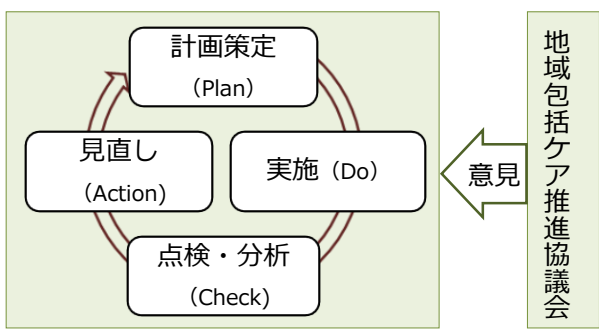 計画策定
（Plan）
見直し
（Action）
実施（Do）
点検・分析
（Check）
意見
地域包括ケア推進協議会